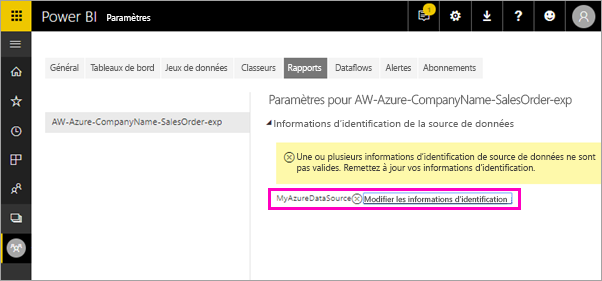 Power BI Paramètres
1
Général Tableaux de bord Jeux de données Classeurs Rapports Dataflows Alertes Abonnements
Paramètres pour AW-Azure-CompanyName-SalesOrder-exp
AW-Azure-CompanyName-SalesOrder-exp
Informations d'identification de la source de données
Une ou plusieurs informations d'identification de source de données ne sont
pas valides. Remettez à jour vos informations d'identification.
MyAzureDataSource Modifier les informations d'identification